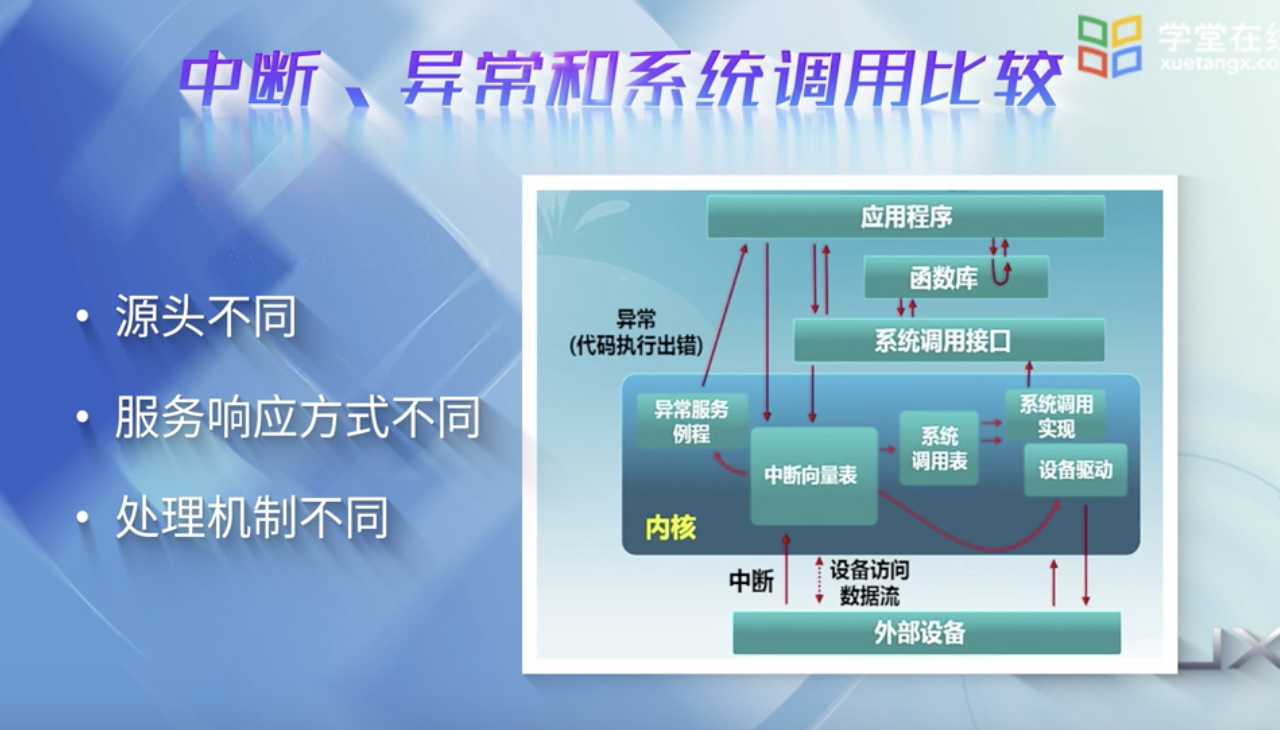 中断、异常和系统调用比较
学堂在
xuetangx.co
• 源头不同
• 服务响应方式不同
• 处理机制不同
应用程序
函数库
异常
(代码执行出错)
系统调用接口
异常服务
例程
中断向量表
系统
调用表
系统调用
实现
设备驱动
内核
中断
设备访问
数据流
外部设备